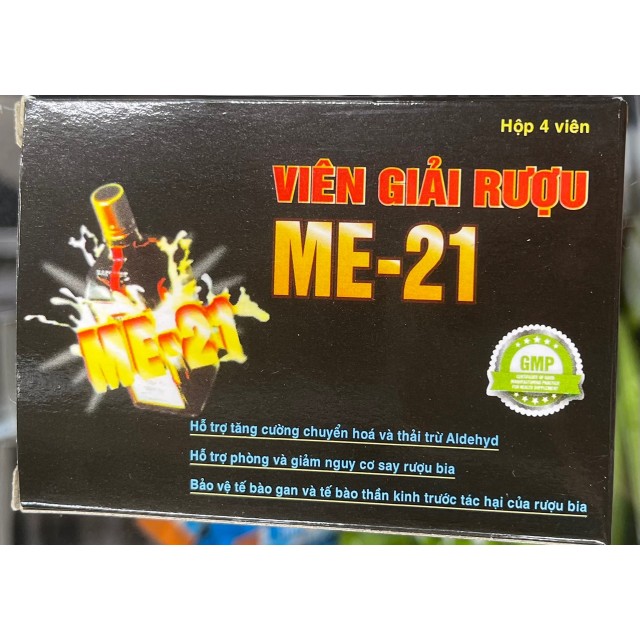 Hộp 4 viên
VIÊN GIẢI RƯỢU
ME-21
ME-21
GMP
Hỗ trợ tăng cường chuyển hoá và thải trừ Aldehyd
Hỗ trợ phòng và giảm nguy cơ say rượu bia
Bảo vệ tế bào gan và tế bào thần kinh trước tác hại của rượu bia